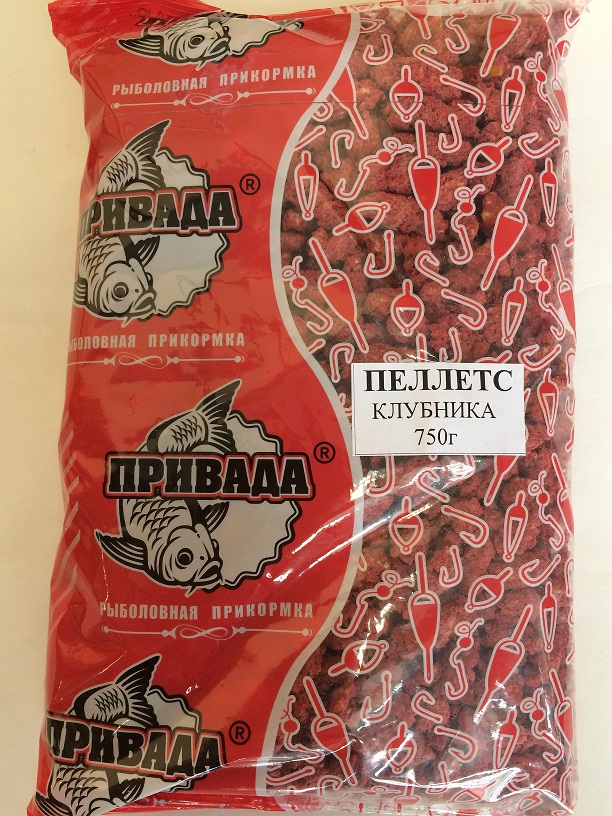 РЫБОЛОВНАЯ ПРИКОРМКА
ПРИВАДА®
РЫБОЛОВНАЯ ПРИКОРМКА
ПЕЛЛЕТС
КЛУБНИКА
750г
ПРИВАДА®
РЫБОЛОВНАЯ ПРИКОРМКА
ПРИВАДА®